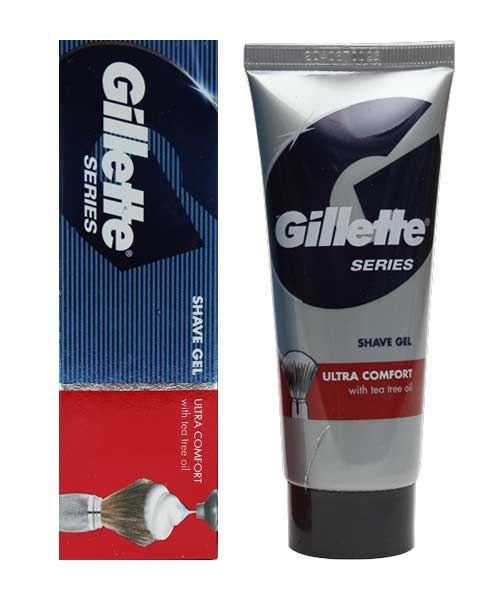 Gillette®
SERIES
SHAVE GEL
ULTRA COMFORT
with tea tree oil
Gillette®
SERIES
SHAVE GEL
ULTRA COMFORT
with tea tree oil